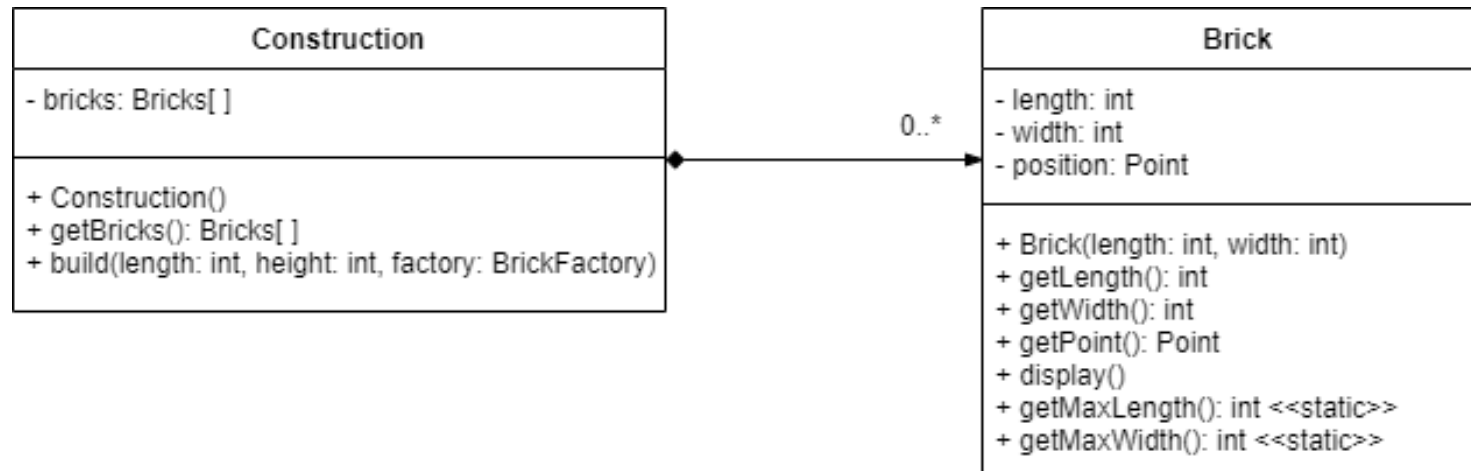 Construction
- bricks: Bricks[ ]
+ Construction()
+ getBricks(): Bricks[ ]
+ build(length: int, height: int, factory: BrickFactory)
0..*
Brick
- length: int
- width: int
- position: Point
+ Brick(length: int, width: int)
+ getLength(): int
+ getWidth(): int
+ getPoint(): Point
+ display()
+ getMaxLength(): int <<static>>
+ getMaxWidth(): int <<static>>